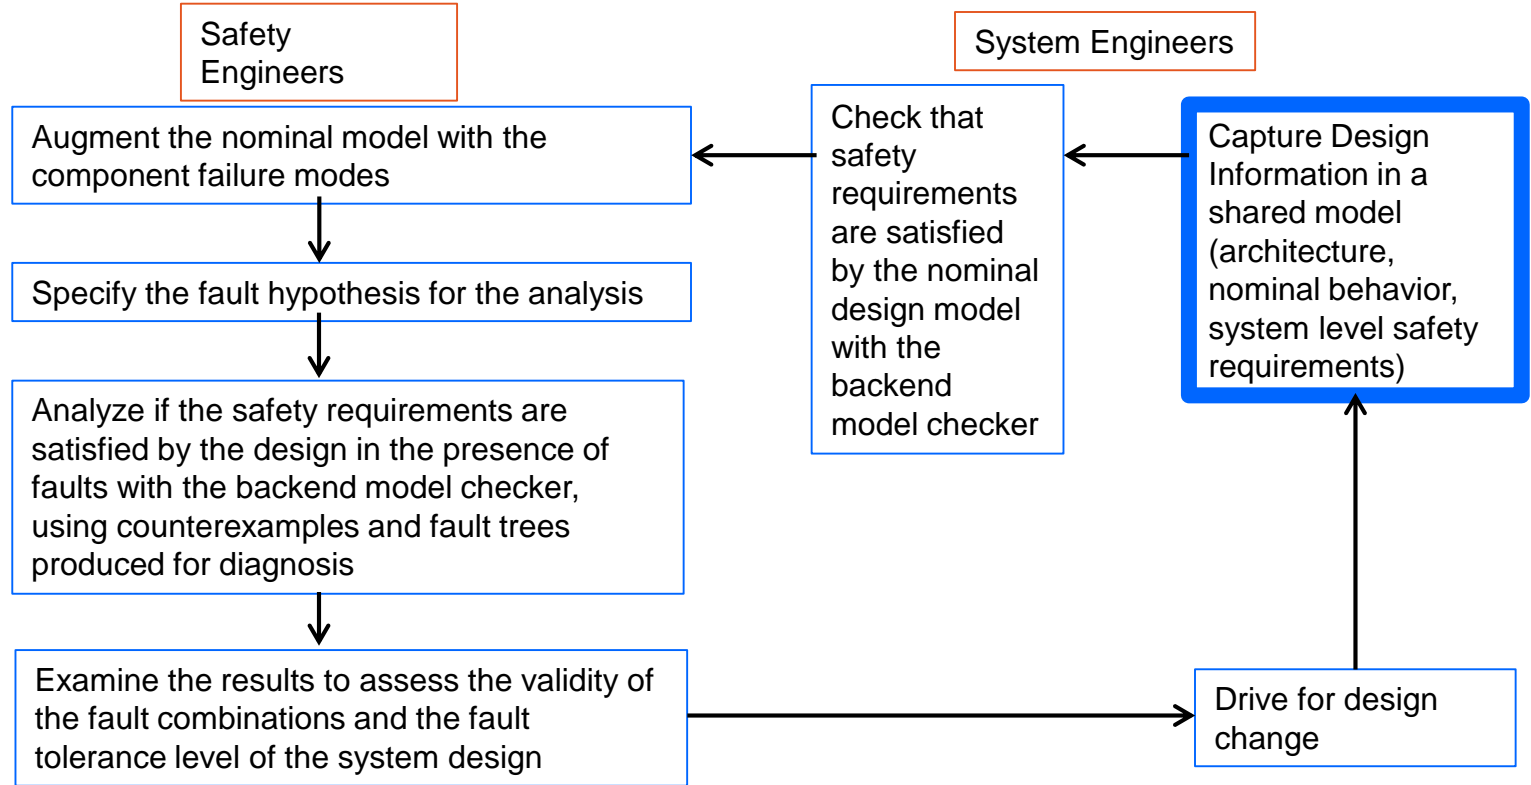 Safety
Engineers
System Engineers
Augment the nominal model with the
component failure modes
Specify the fault hypothesis for the analysis
Analyze if the safety requirements are
satisfied by the design in the presence of
faults with the backend model checker,
using counterexamples and fault trees
produced for diagnosis
Examine the results to assess the validity of
the fault combinations and the fault
tolerance level of the system design
Check that
safety
requirements
are satisfied
by the nominal
design model
with the
backend
model checker
Capture Design
Information in a
shared model
(architecture,
nominal behavior,
system level safety
requirements)
Drive for design
change